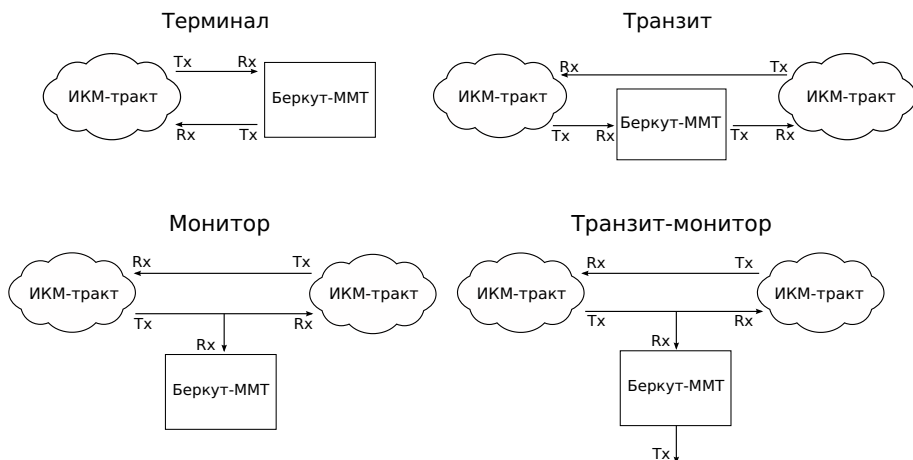 Терминал
Tx Rx
ИКМ-тракт
Беркут-ММТ
Rx Tx
Транзит
Rx Tx
ИКМ-тракт
Беркут-ММТ
ИКМ-тракт
Tx Rx
Tx Rx
Монитор
Rx Tx
ИКМ-тракт
ИКМ-тракт
Tx Rx
Rx
Беркут-ММТ
Транзит-монитор
Rx Tx
ИКМ-тракт
ИКМ-тракт
Tx Rx
Rx
Беркут-ММТ
Tx